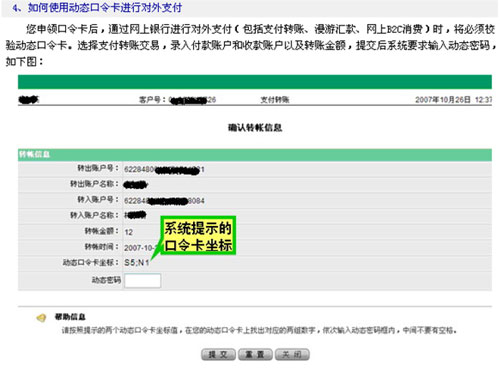 4、如何使用动态口令卡进行对外支付
您申领口令卡后，通过网上银行进行对外支付（包括支付转账、漫游汇款、网上B2C消费）时，将必须校
验动态口令卡。选择支付转账交易，录入付款账户和收款账户以及转账金额，提交后系统要求输入动态密码，
如下图：
客户号： 26 支付转账 2007年10月26日 12:37
确认转帐信息
转帐信息
转出账户号： 6228480 31
转出账户名称：
转入账户号： 622848 8084
转入账户名称：
转帐金额： 12
转帐时间： 2007-10-
系统提示的
口令卡坐标
动态口令卡坐标： S5;N1
动态密码
帮助信息
请按照提示的两个动态口令卡坐标值，在您的动态口令卡上找出对应的两组数字，依次输入动态密码框内，中间不要有空格。
提 交 重 置 关 闭